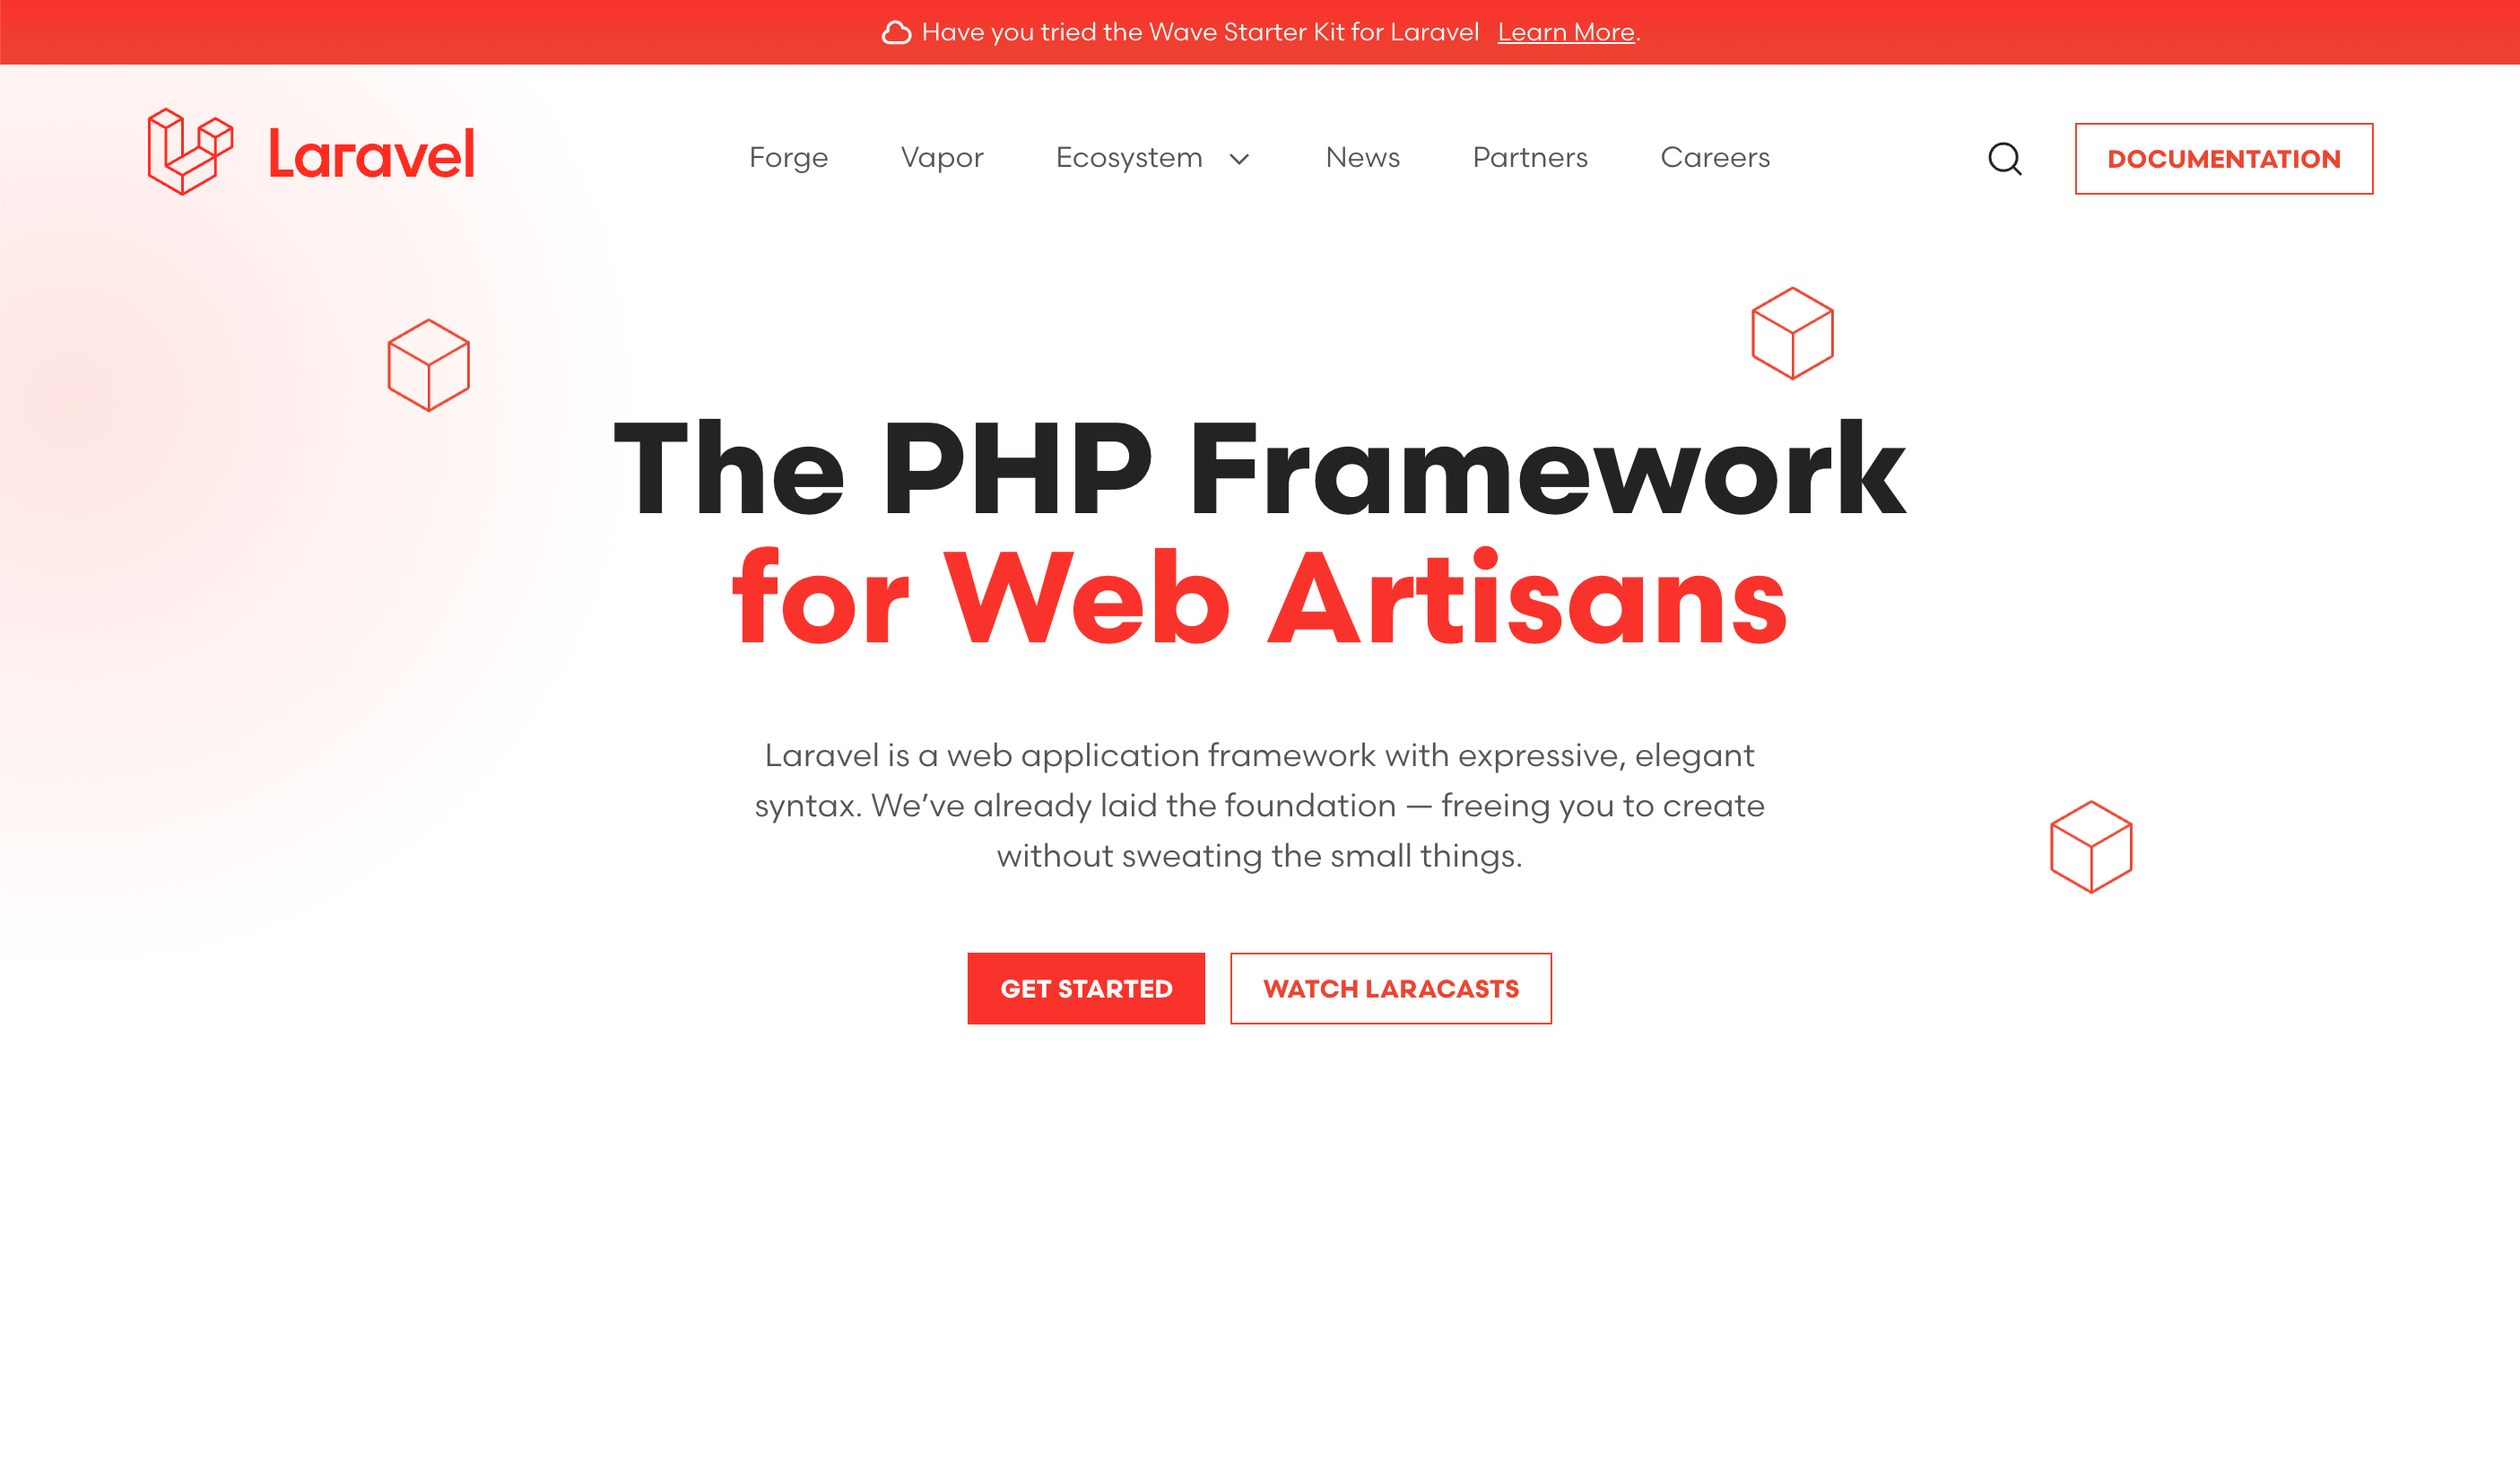 Have you tried the Wave Starter Kit for Laravel Learn More.
Laravel Forge Vapor Ecosystem News Partners Careers DOCUMENTATION
The PHP Framework
for Web Artisans
Laravel is a web application framework with expressive, elegant
syntax. We’ve already laid the foundation — freeing you to create
without sweating the small things.
GET STARTED WATCH LARACASTS